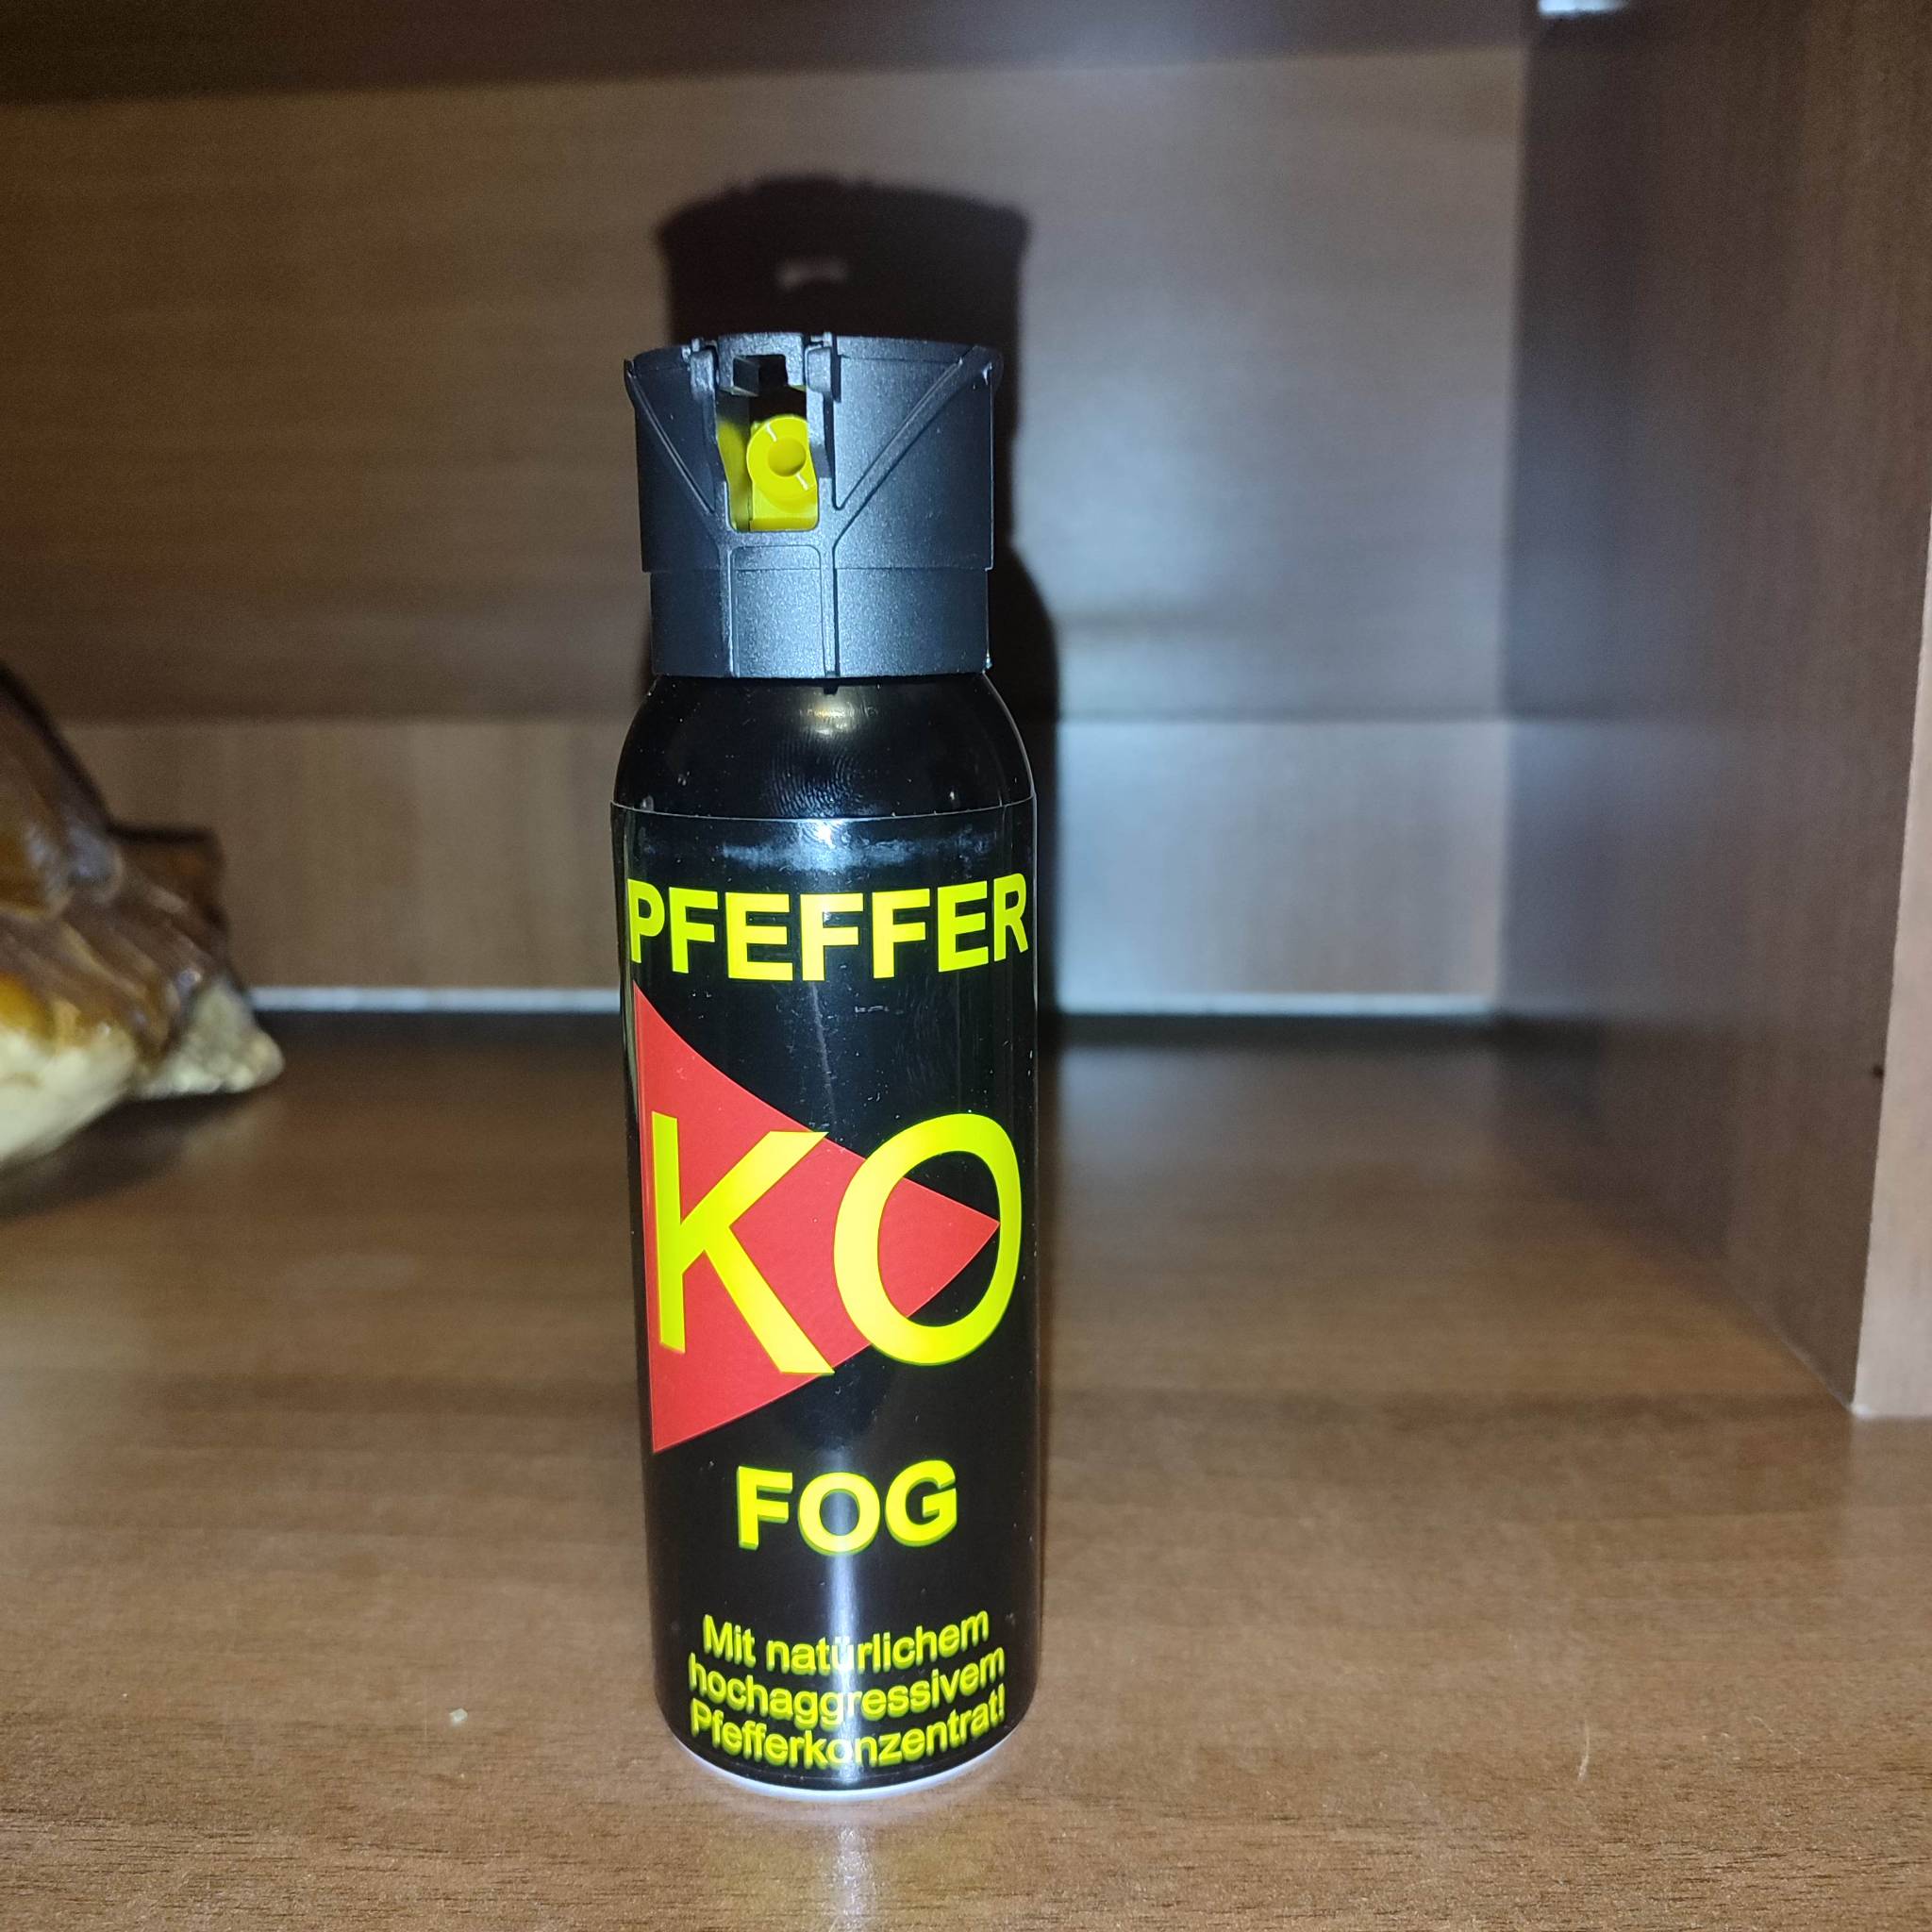 PFEFFER
KO
FOG
Mit natürlichem
hochaggressivem
Pfefferkonzentrat!